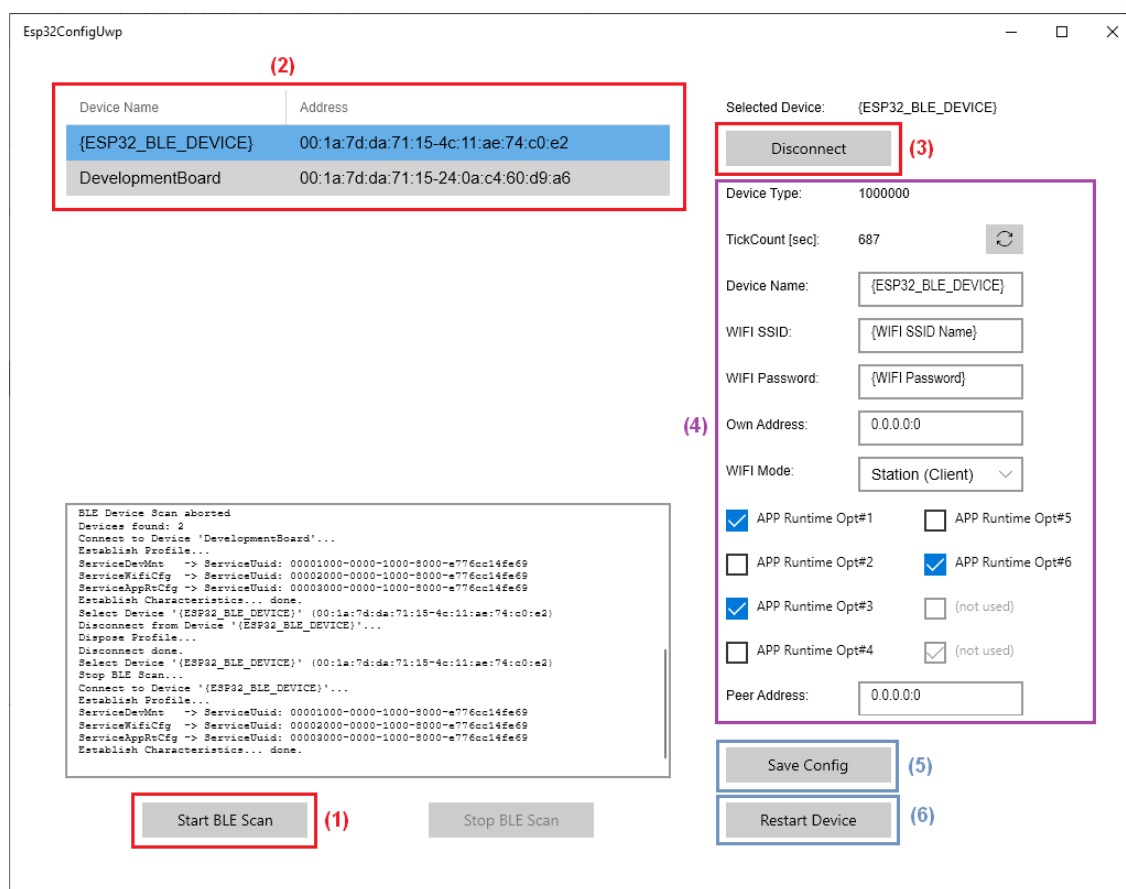 Esp32ConfigUwp
(2)
Device Name Address
{ESP32_BLE_DEVICE} 00:1a:7d:da:71:15-4c:11:ae:74:c0:e2
DevelopmentBoard 00:1a:7d:da:71:15-24:0a:c4:60:d9:a6
BLE Device Scan aborted
Devices found: 2
Connect to Device 'DevelopmentBoard'...
Establish Profile...
ServiceDevMnt -> ServiceUuid: 00001000-0000-1000-8000-e776cc14fe69
ServiceWifiCfg -> ServiceUuid: 00002000-0000-1000-8000-e776cc14fe69
ServiceAppRtCfg -> ServiceUuid: 00003000-0000-1000-8000-e776cc14fe69
Establish Characteristics... done.
Select Device '{ESP32_BLE_DEVICE}' (00:1a:7d:da:71:15-4c:11:ae:74:c0:e2)
Disconnect from Device '{ESP32_BLE_DEVICE}'...
Dispose Profile...
Disconnect done.
Select Device '{ESP32_BLE_DEVICE}' (00:1a:7d:da:71:15-4c:11:ae:74:c0:e2)
Stop BLE Scan...
Connect to Device '{ESP32_BLE_DEVICE}'...
Establish Profile...
ServiceDevMnt -> ServiceUuid: 00001000-0000-1000-8000-e776cc14fe69
ServiceWifiCfg -> ServiceUuid: 00002000-0000-1000-8000-e776cc14fe69
ServiceAppRtCfg -> ServiceUuid: 00003000-0000-1000-8000-e776cc14fe69
Establish Characteristics... done.
Start BLE Scan (1) Stop BLE Scan
Selected Device: {ESP32_BLE_DEVICE}
Disconnect (3)
Device Type: 1000000
TickCount [sec]: 687
Device Name: {ESP32_BLE_DEVICE}
WIFI SSID: {WIFI SSID Name}
WIFI Password: {WIFI Password}
(4) Own Address: 0.0.0.0:0
WIFI Mode: Station (Client)
APP Runtime Opt#1 APP Runtime Opt#5
APP Runtime Opt#2 APP Runtime Opt#6
APP Runtime Opt#3 (not used)
APP Runtime Opt#4 (not used)
Peer Address: 0.0.0.0:0
Save Config (5)
Restart Device (6)